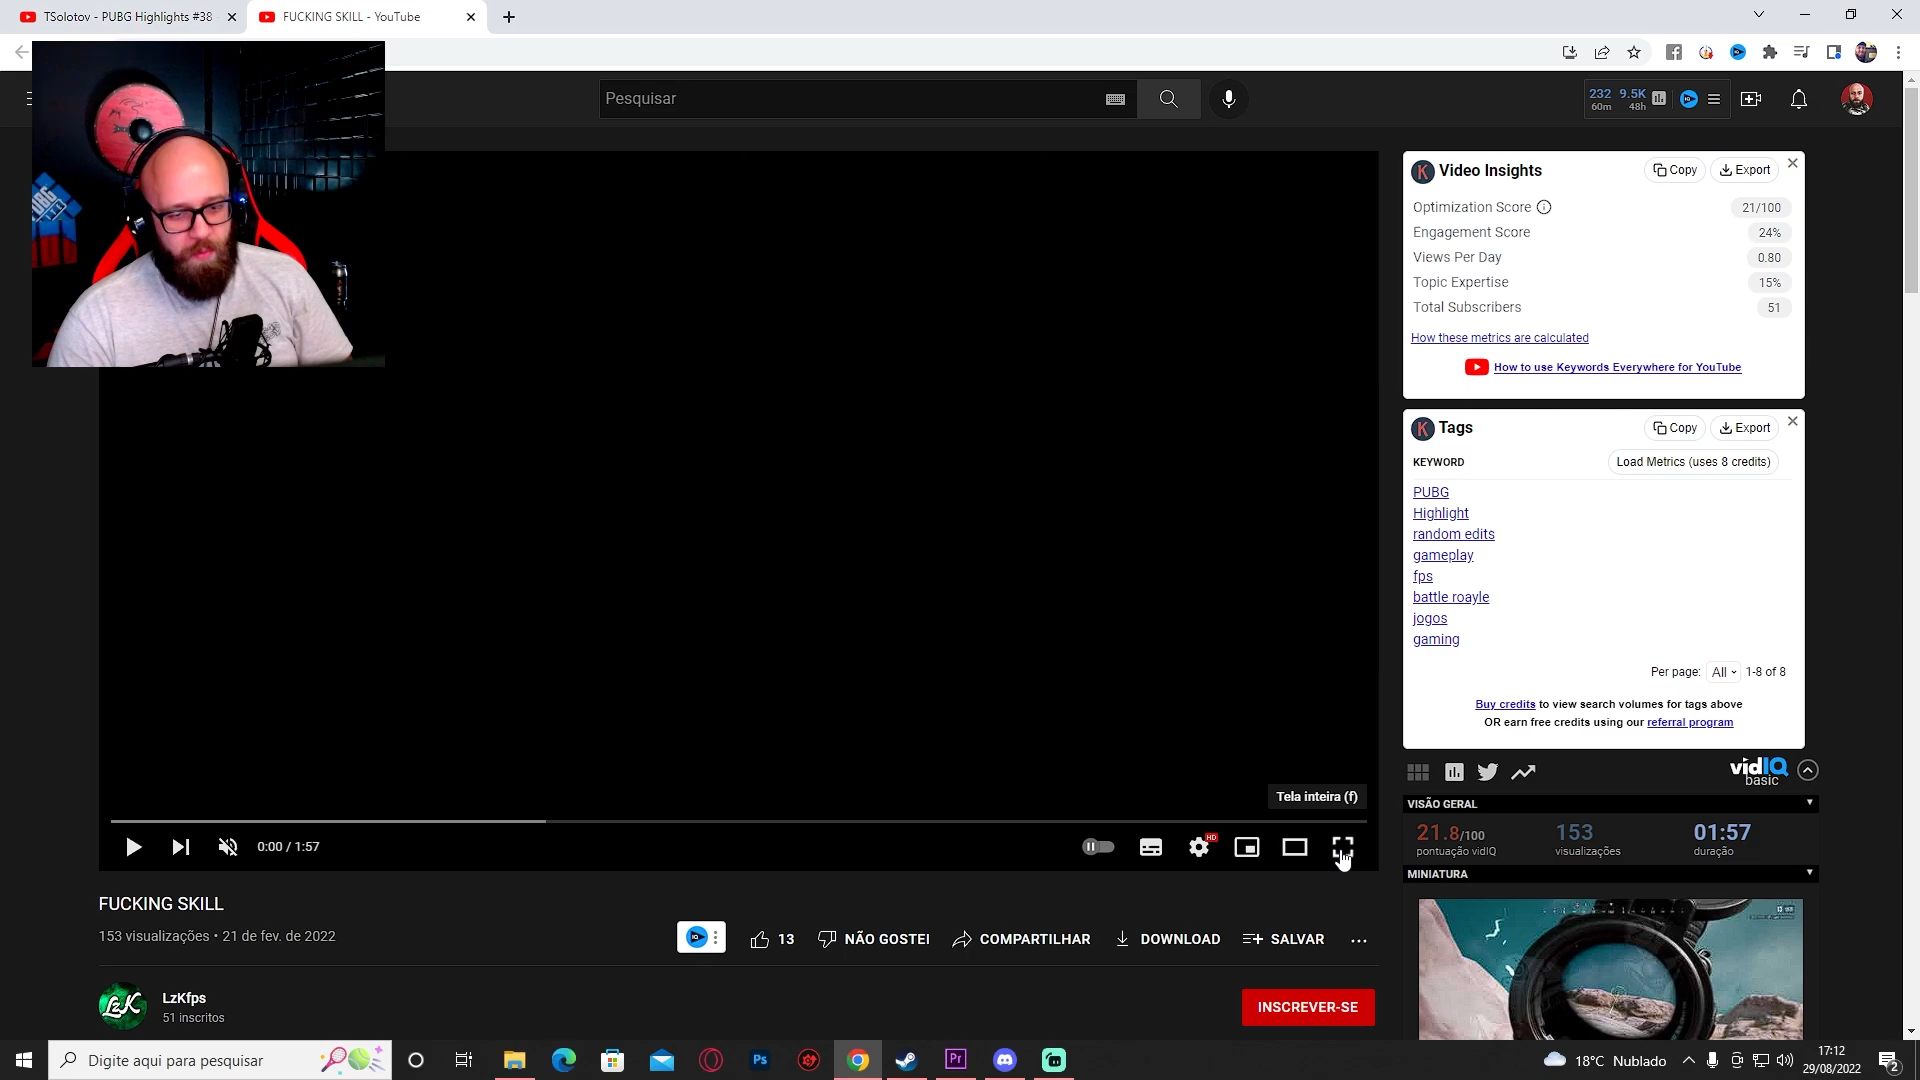 TSolotov - PUBG Highlights #38
FUCKING SKILL - YouTube
Pesquisar
232 9.5K
60m 48h
PUBG
Video Insights
Copy
Export
Optimization Score
21/100
Engagement Score
24%
Views Per Day
0.80
Topic Expertise
15%
Total Subscribers
51
How these metrics are calculated
How to use Keywords Everywhere for YouTube
Tags
Copy
Export
KEYWORD
Load Metrics (uses 8 credits)
PUBG
Highlight
random edits
gameplay
fps
battle roayle
jogos
gaming
Per page: All 1-8 of 8
Buy credits to view search volumes for tags above
OR earn free credits using our referral program
vidIQ
basic
VISÃO GERAL
21.8/100
pontuação vidIQ
153
visualizações
01:57
duração
MINIATURA
Tela inteira (f)
0:00 / 1:57
HD
FUCKING SKILL
153 visualizações • 21 de fev. de 2022
13
NÃO GOSTEI
COMPARTILHAR
DOWNLOAD
SALVAR
LzK
LzKfps
51 inscritos
INSCREVER-SE
Digite aqui para pesquisar
Ps
Pr
18°C Nublado
17:12
29/08/2022
2